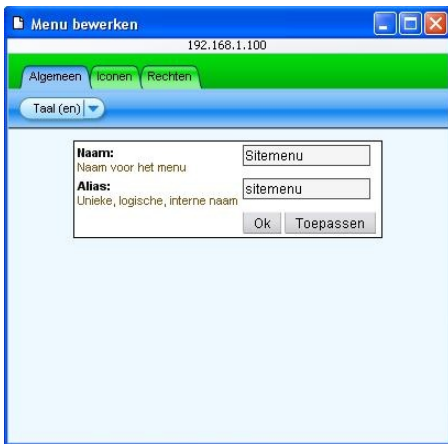 Menu bewerken
192.168.1.100
Algemeen Iconen Rechten
Taal (en)
Naam: Sitemenu
Naam voor het menu
Alias: sitemenu
Unieke, logische, interne naam
Ok Toepassen